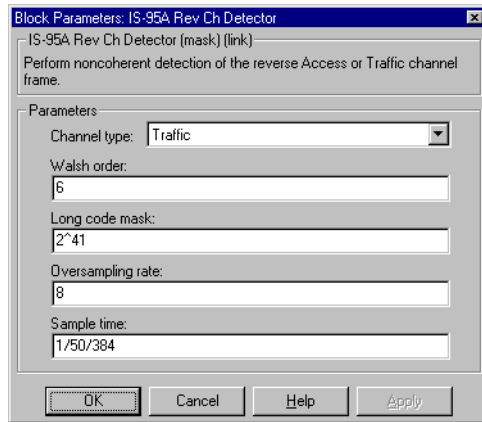 Block Parameters: IS-95A Rev Ch Detector
IS-95A Rev Ch Detector (mask) (link)
Perform noncoherent detection of the reverse Access or Traffic channel
frame.
Parameters
Channel type: Traffic
Walsh order:
6
Long code mask:
2^41
Oversampling rate:
8
Sample time:
1/50/384
OK Cancel Help Apply